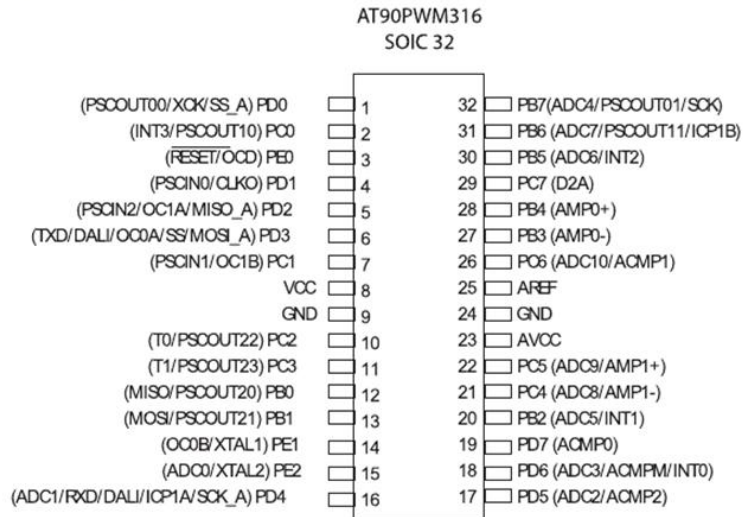 AT90PWM316
SOIC 32
(PSCOUT00/XCK/SS_A) PD0 1 32 PB7(ADC4/PSCOUT01/SCK)
(INT3/PSCOUT10) PC0 2 31 PB6 (ADC7/PSCOUT11/ICP1B)
(RESET/OCD) PE0 3 30 PB5 (ADC6/INT2)
(PSCIN0/CLKO) PD1 4 29 PC7 (D2A)
(PSCIN2/OC1A/MISO_A) PD2 5 28 PB4 (AMP0+)
(TXD/DALI/OC0A/SS/MOSI_A) PD3 6 27 PB3 (AMP0-)
(PSCIN1/OC1B) PC1 7 26 PC6 (ADC10/ACMP1)
VCC 8 25 AREF
GND 9 24 GND
(T0/PSCOUT22) PC2 10 23 AVCC
(T1/PSCOUT23) PC3 11 22 PC5 (ADC9/AMP1+)
(MISO/PSCOUT20) PB0 12 21 PC4 (ADC8/AMP1-)
(MOSI/PSCOUT21) PB1 13 20 PB2 (ADC5/INT1)
(OC0B/XTAL1) PE1 14 19 PD7 (ACMP0)
(ADC0/XTAL2) PE2 15 18 PD6 (ADC3/ACMPM/INT0)
(ADC1/RXD/DALI/ICP1A/SCK_A) PD4 16 17 PD5 (ADC2/ACMP2)